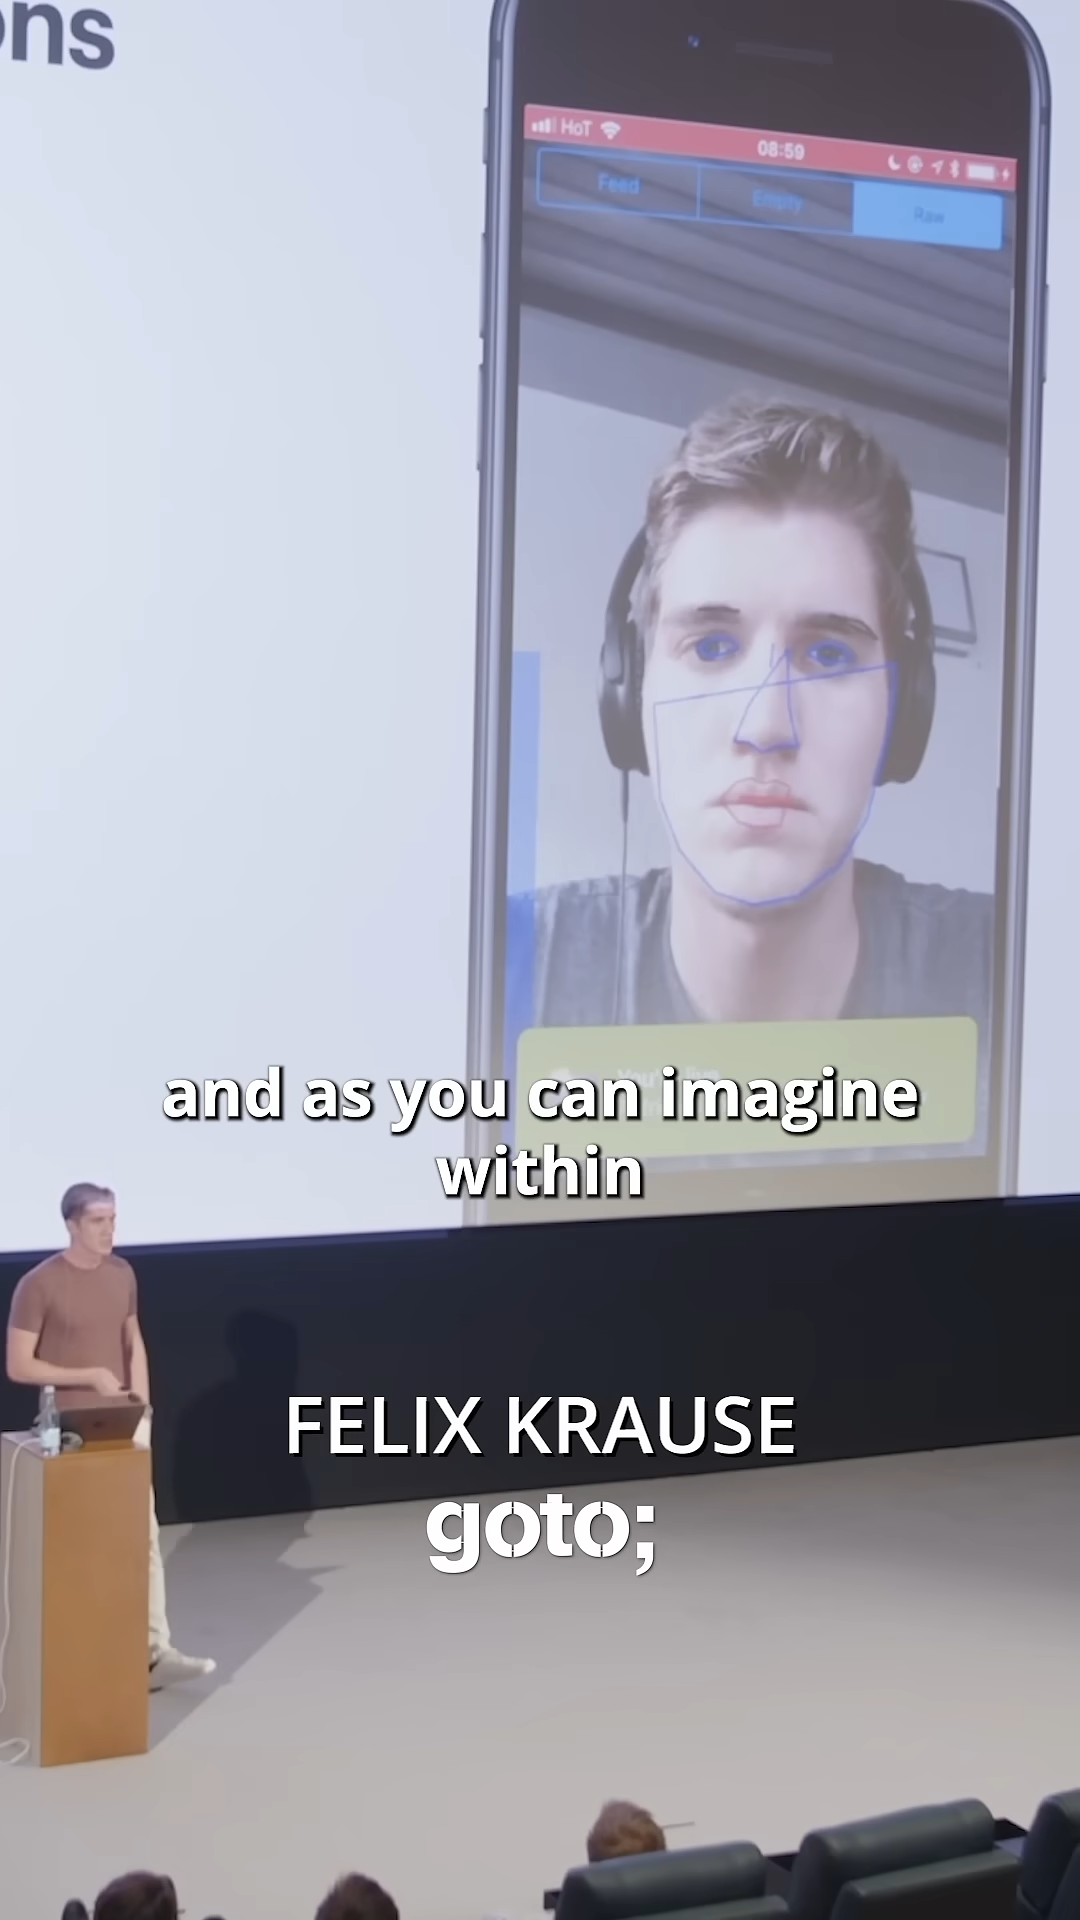 ons
HoT
08:59
Feed
Empty
Raw
and as you can imagine
within
FELIX KRAUSE
goto;